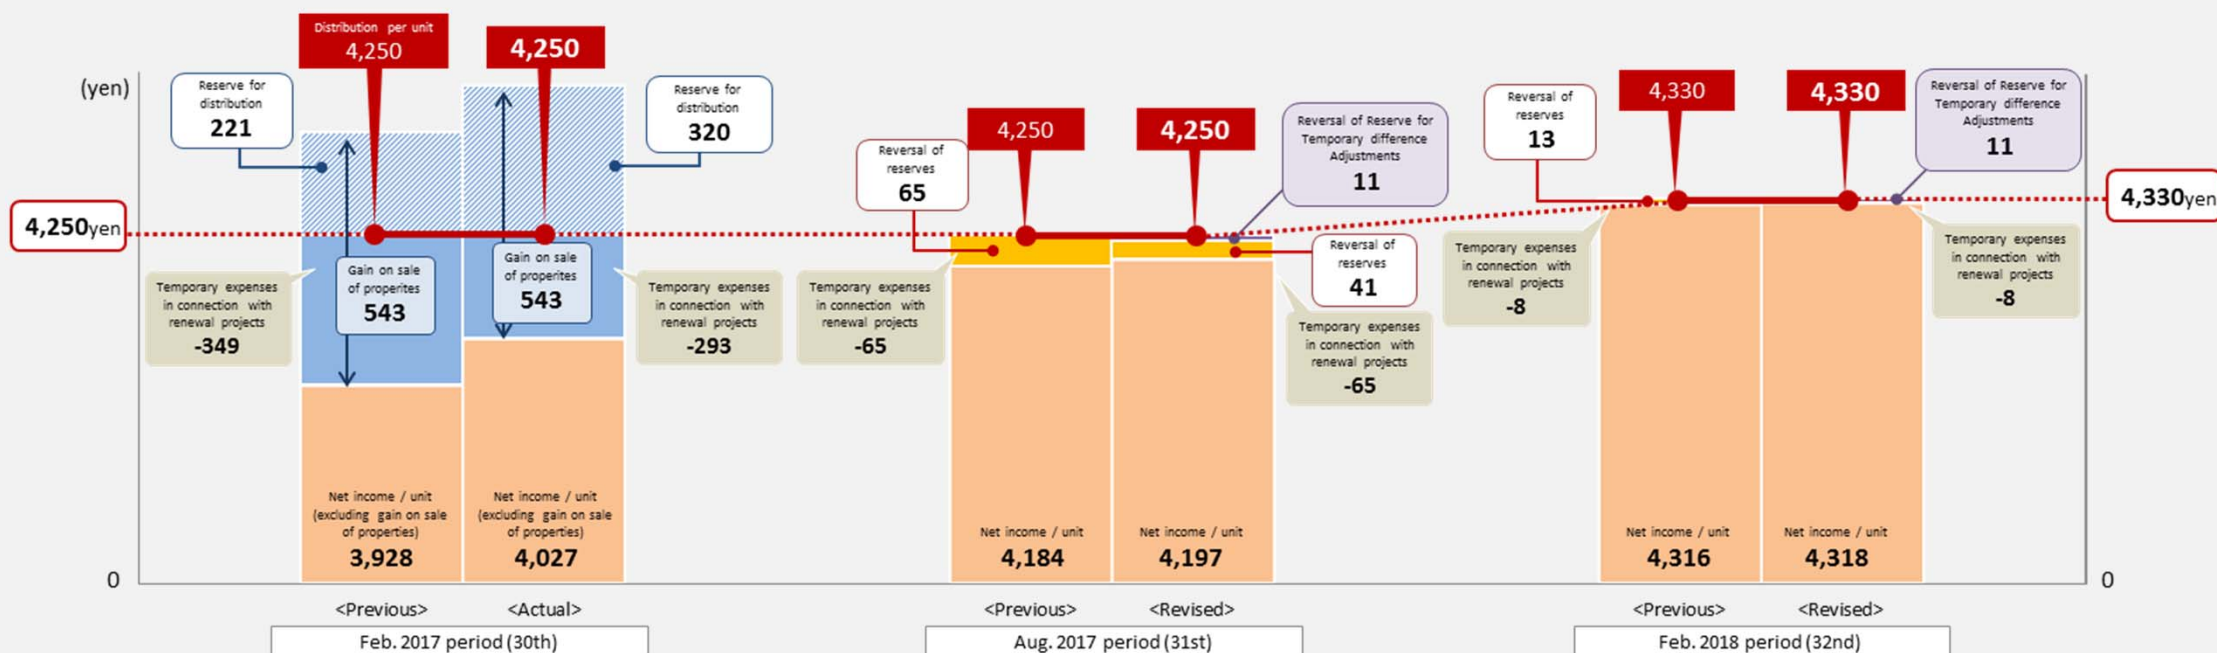 (yen)
4,250yen
0
Reserve for
distribution
221
Distribution per unit
4,250
4,250
Reserve for
distribution
320
Temporary expenses
in connection with
renewal projects
-349
Gain on sale
of properites
543
Gain on sale
of properites
543
Temporary expenses
in connection with
renewal projects
-293
Net income / unit
(excluding gain on sale
of properties)
3,928
Net income / unit
(excluding gain on sale
of properties)
4,027
<Previous>
<Actual>
Feb. 2017 period (30th)
Reversal of
reserves
65
4,250
4,250
Reversal of Reserve for
Temporary difference
Adjustments
11
Temporary expenses
in connection with
renewal projects
-65
Reversal of
reserves
41
Temporary expenses
in connection with
renewal projects
-65
Net income / unit
4,184
Net income / unit
4,197
<Previous>
<Revised>
Aug. 2017 period (31st)
Reversal of
reserves
13
4,330
4,330
Reversal of Reserve for
Temporary difference
Adjustments
11
4,330yen
Temporary expenses
in connection with
renewal projects
-8
Temporary expenses
in connection with
renewal projects
-8
Net income / unit
4,316
Net income / unit
4,318
0
<Previous>
<Revised>
Feb. 2018 period (32nd)